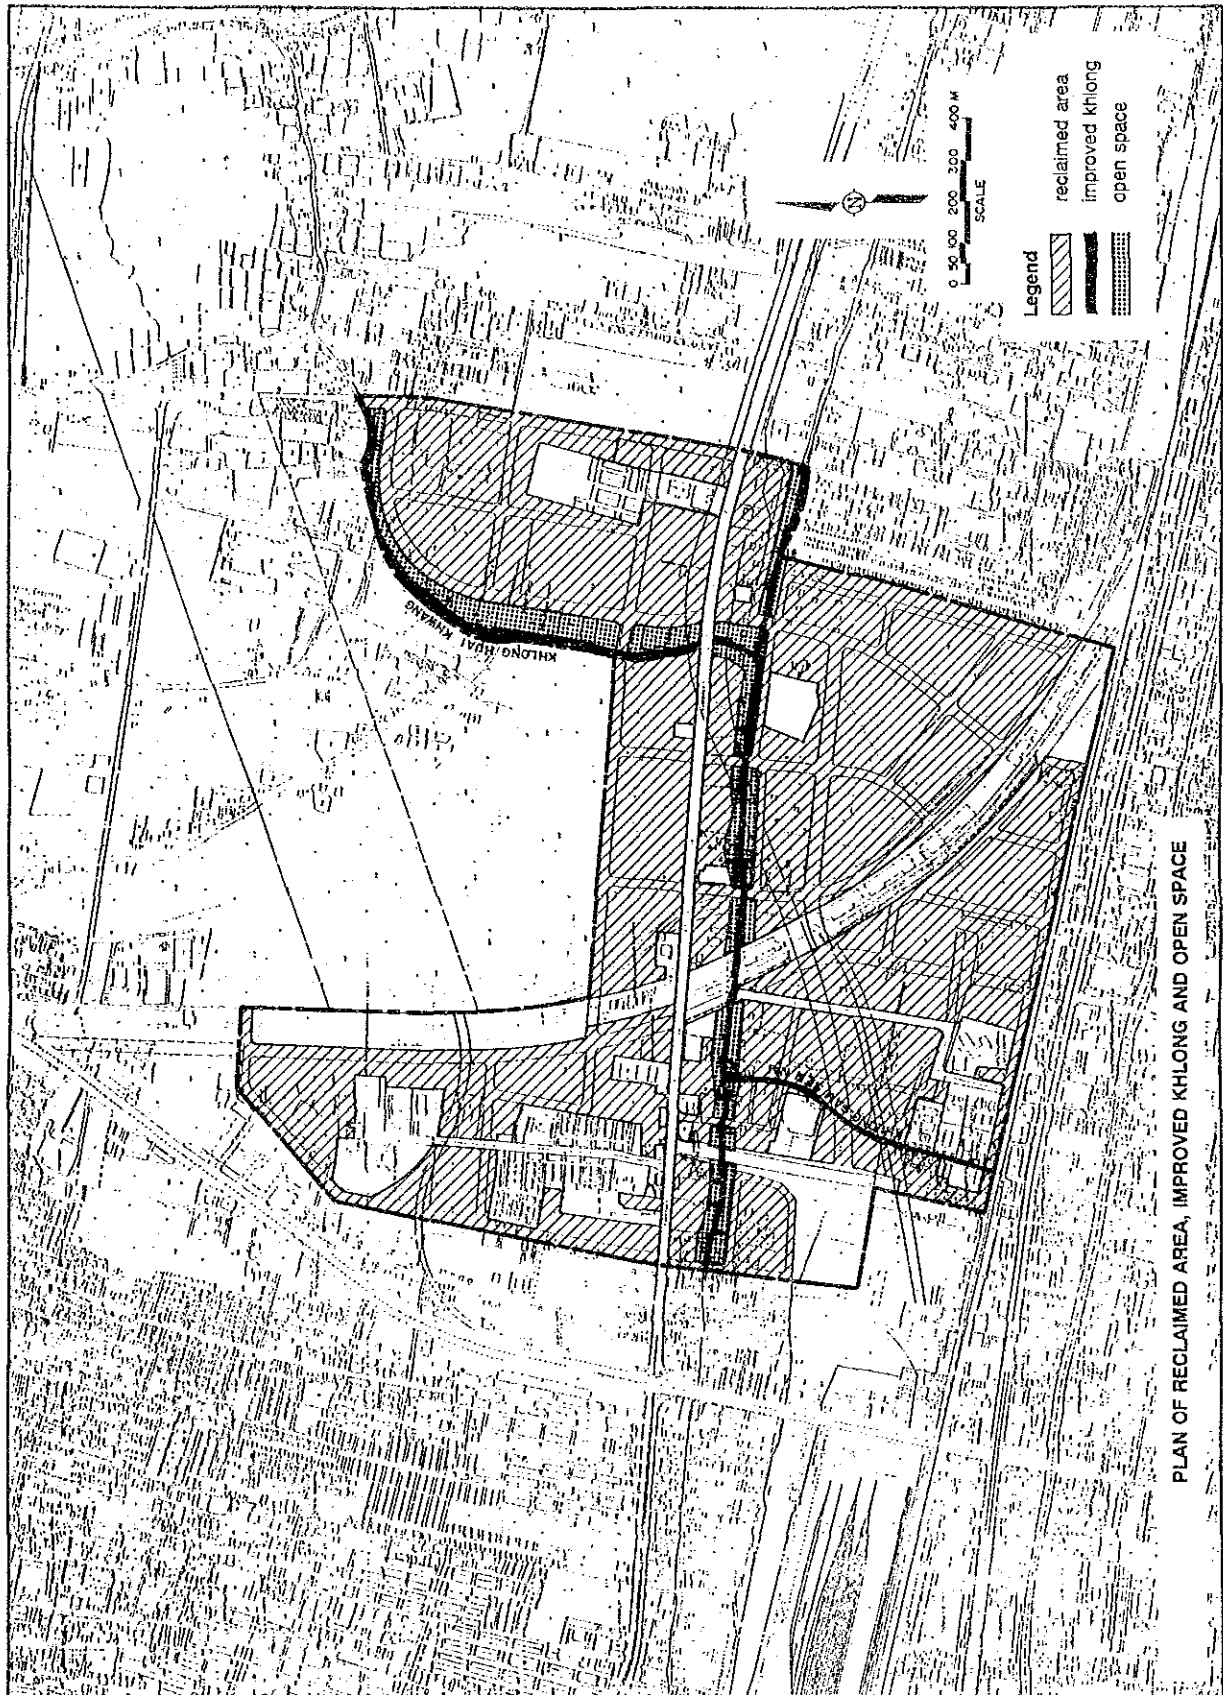 KHLONG HUAI KHWANG
N
0 50 100 200 300 400 M
SCALE
Legend
reclaimed area
improved khlong
open space
PLAN OF RECLAIMED AREA, IMPROVED KHLONG AND OPEN SPACE